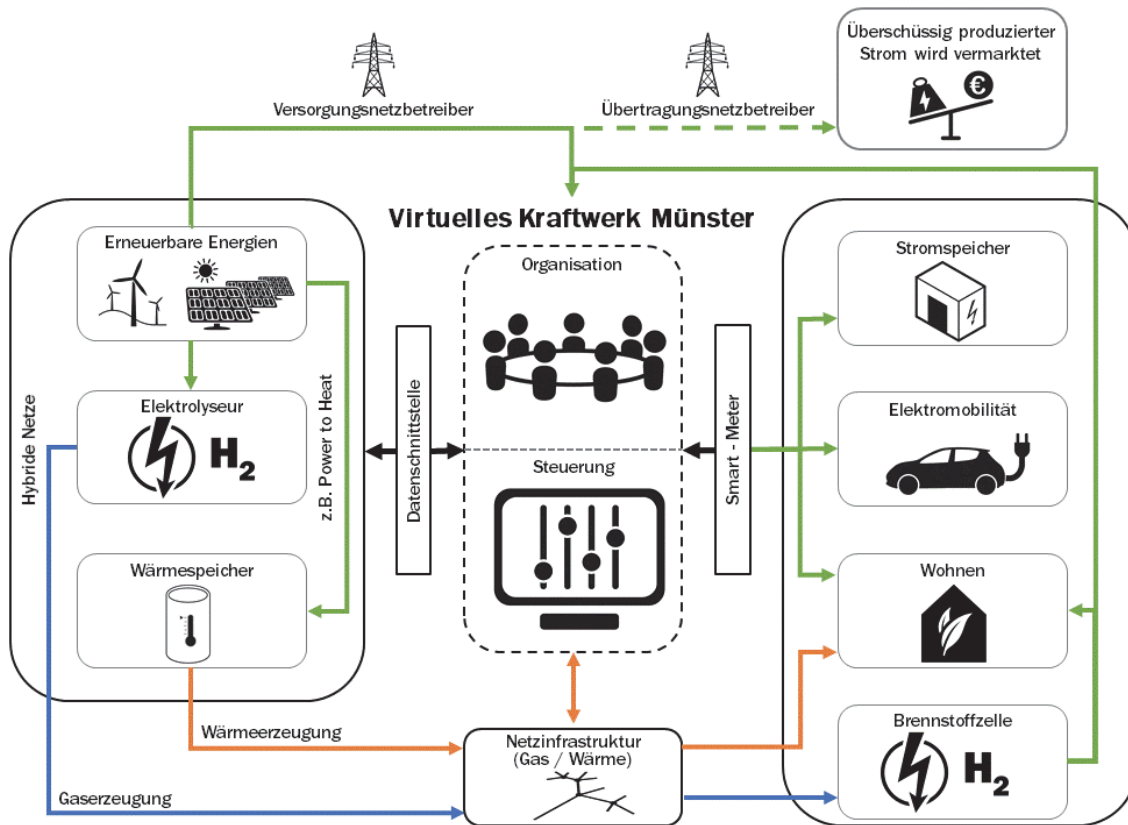 Überschüssig produzierter
Strom wird vermarktet
€
Versorgungsnetzbetreiber
Übertragungsnetzbetreiber
Virtuelles Kraftwerk Münster
Erneuerbare Energien
Organisation
Stromspeicher
Hybride Netze
Elektrolyseur
H2
z.B. Power to Heat
Datenschnittstelle
Steuerung
Smart - Meter
Elektromobilität
Wärmespeicher
Wohnen
Wärmeerzeugung
Netzinfrastruktur
(Gas / Wärme)
Brennstoffzelle
H2
Gaserzeugung